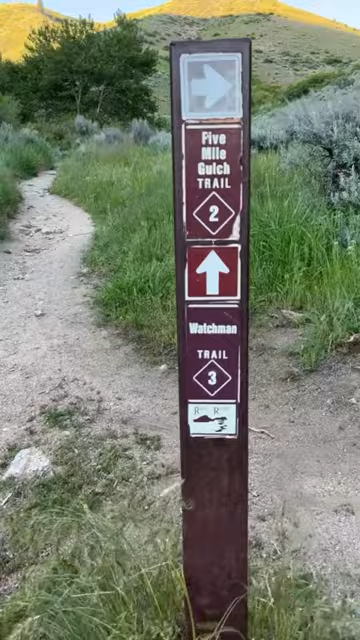 Five
Mile
Gulch
TRAIL
2
Watchman
TRAIL
3
R R